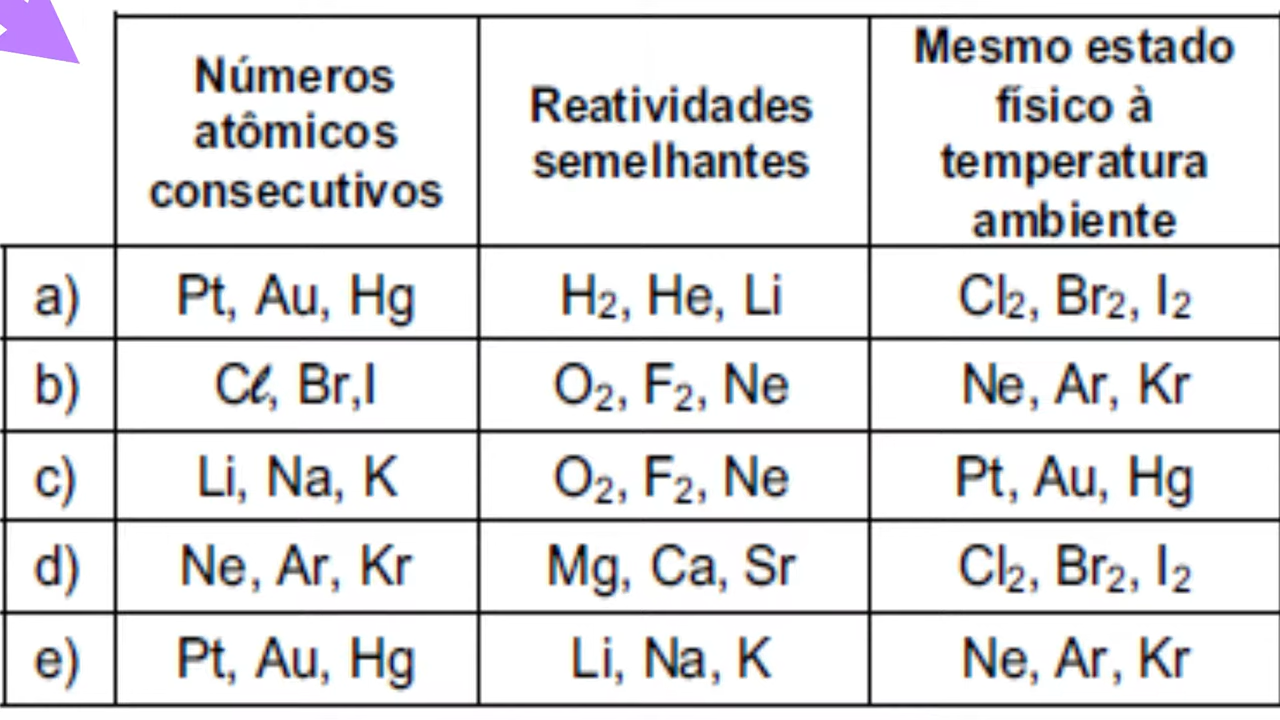 Números
atômicos
consecutivos
Reatividades
semelhantes
Mesmo estado
físico à
temperatura
ambiente
a) Pt, Au, Hg H₂, He, Li Cl₂, Br₂, I₂
b) Cℓ, Br,I O₂, F₂, Ne Ne, Ar, Kr
c) Li, Na, K O₂, F₂, Ne Pt, Au, Hg
d) Ne, Ar, Kr Mg, Ca, Sr Cl₂, Br₂, I₂
e) Pt, Au, Hg Li, Na, K Ne, Ar, Kr